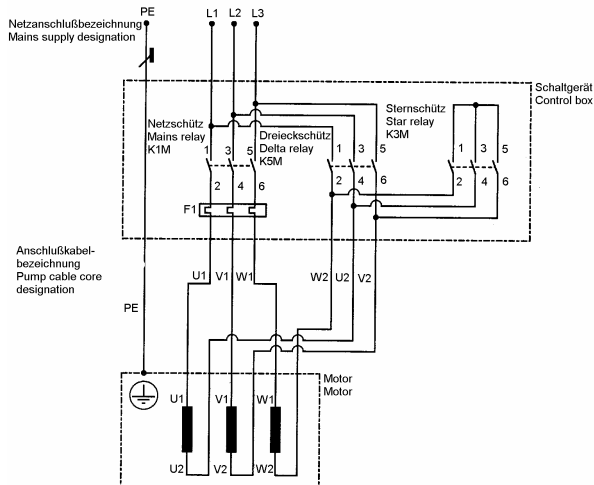 PE
L1 L2 L3
Netzanschlußbezeichnung
Mains supply designation
Schaltgerät
Control box
Netzschütz
Mains relay
K1M
Dreieckschütz
Delta relay
K5M
Sternschütz
Star relay
K3M
1 3 5
2 4 6
1 3 5
2 4 6
1 3 5
2 4 6
F1
Anschlußkabel-
bezeichnung
Pump cable core
designation
U1 V1 W1
W2 U2 V2
PE
Motor
Motor
U1 V1 W1
U2 V2 W2